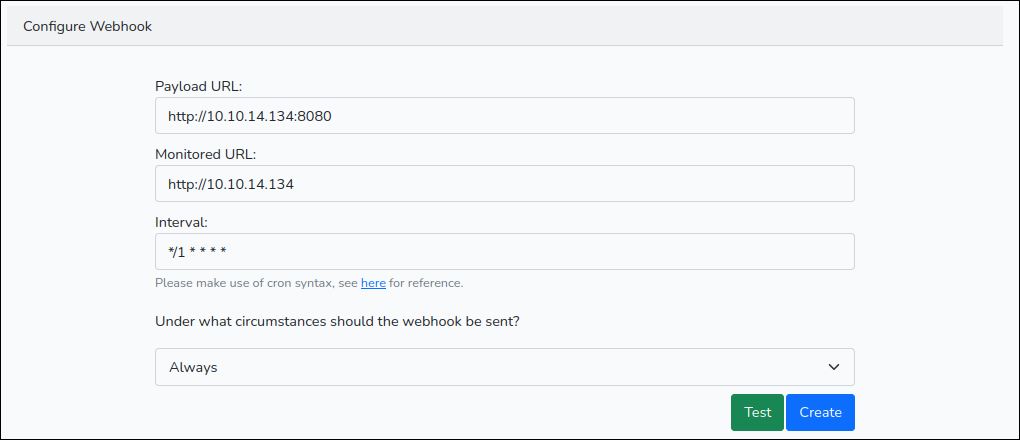 Configure Webhook
Payload URL:
http://10.10.14.134:8080
Monitored URL:
http://10.10.14.134
Interval:
*/1 * * * *
Please make use of cron syntax, see here for reference.
Under what circumstances should the webhook be sent?
Always
Test Create